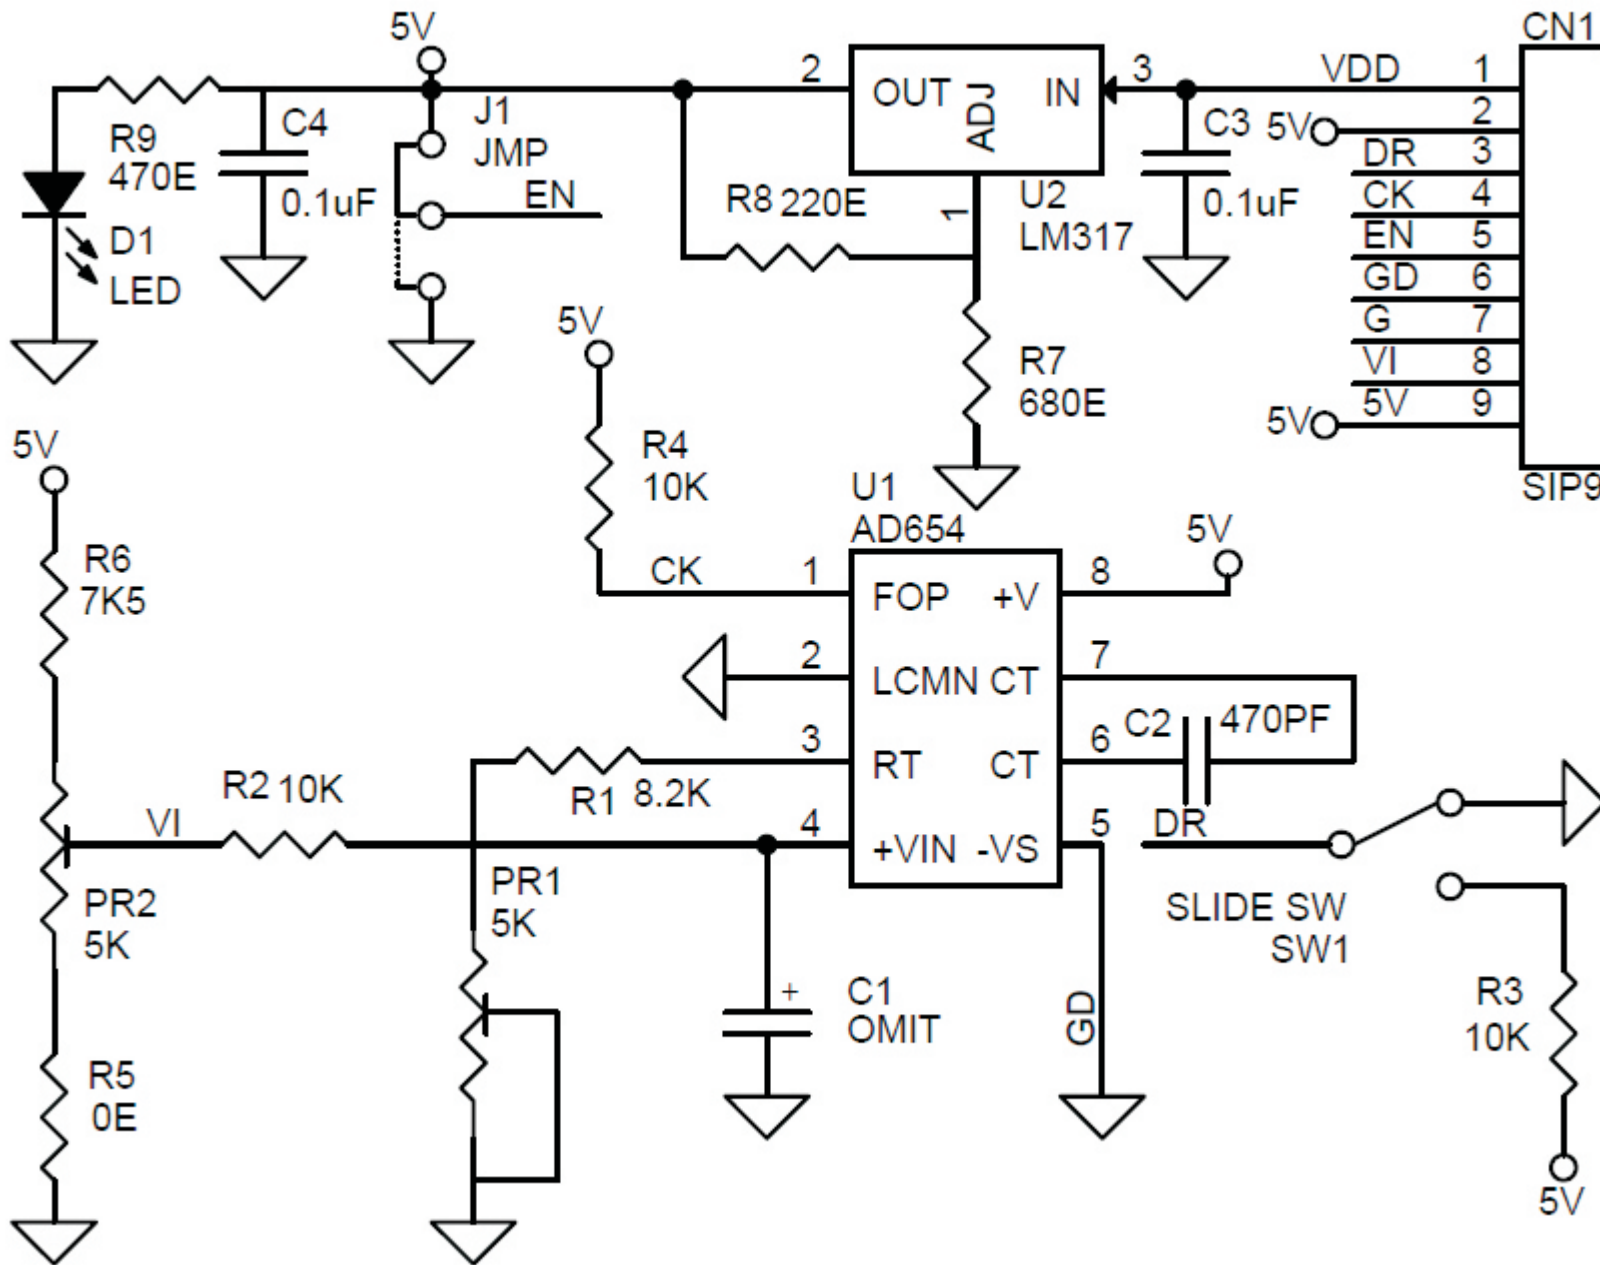 5V
CN1
2
OUT
ADJ
IN
3
VDD
1
R9
470E
C4
0.1uF
J1
JMP
EN
R8 220E
1
U2
LM317
C3
0.1uF
5V
2
DR 3
CK 4
EN 5
GD 6
G 7
VI 8
5V
5V 9
SIP9
D1
LED
5V
R4
10K
R7
680E
5V
R6
7K5
U1
AD654
5V
CK
1
FOP
+V
8
2
LCMN
CT
7
3
RT
CT
6
4
+VIN
-VS
5
C2
470PF
R1 8.2K
R2 10K
VI
DR
PR2
5K
PR1
5K
SLIDE SW
SW1
+
C1
OMIT
GD
R3
10K
R5
0E
5V